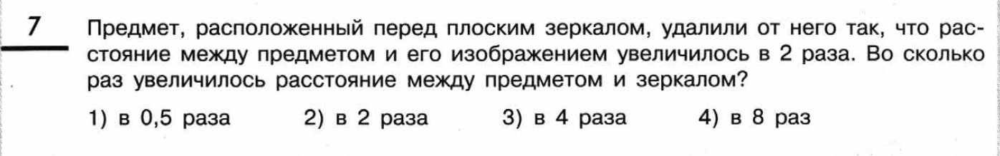 7 Предмет, расположенный перед плоским зеркалом, удалили от него так, что рас-
стояние между предметом и его изображением увеличилось в 2 раза. Во сколько
раз увеличилось расстояние между предметом и зеркалом?
1) в 0,5 раза 2) в 2 раза 3) в 4 раза 4) в 8 раз